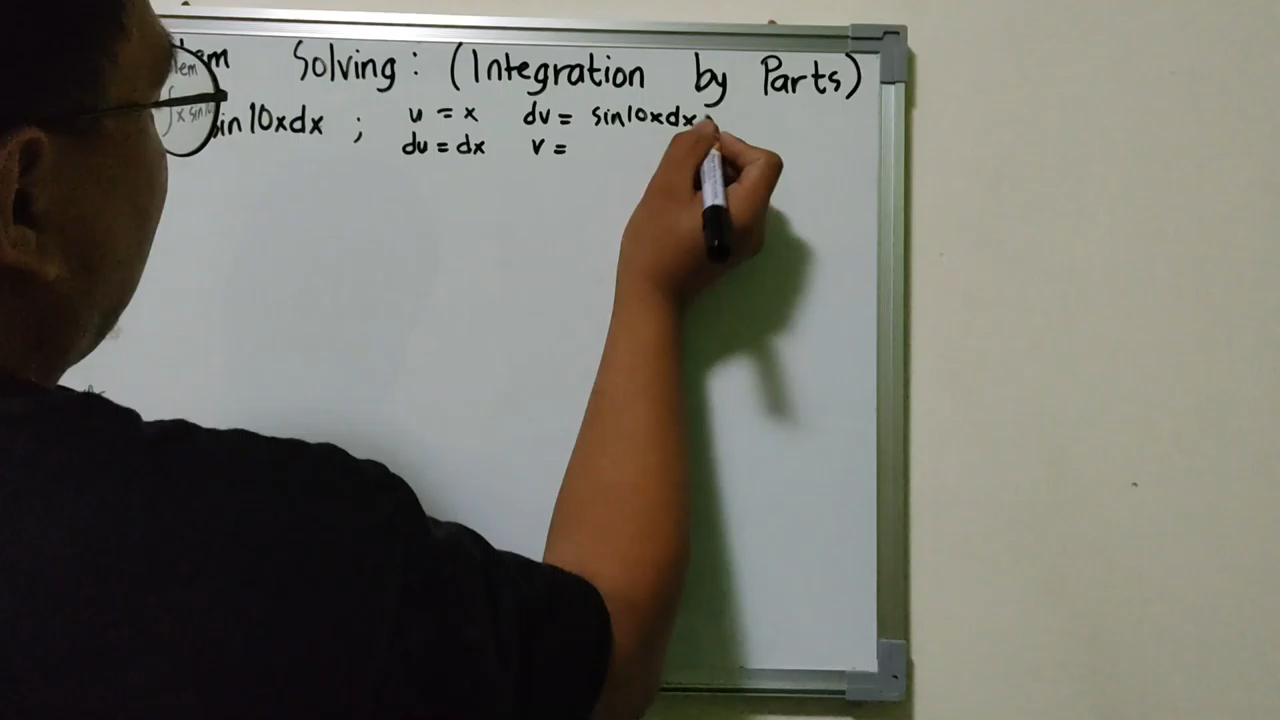 Solving: (Integration by Parts)
sin10xdx ; u = x dv = sin10xdx
du = dx v =